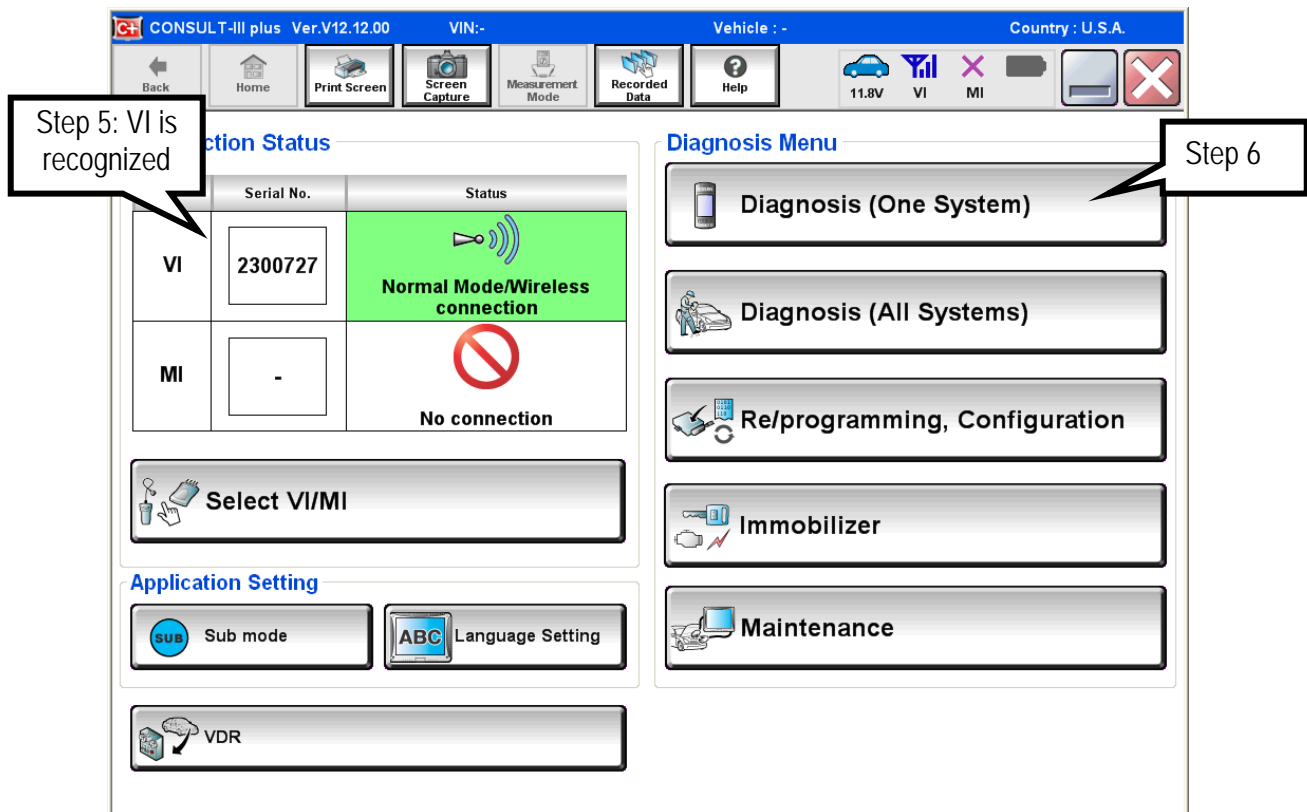 C+ CONSULT-III plus Ver.V12.12.00 VIN:- Vehicle : - Country : U.S.A.
Back
Home
Print Screen
Screen
Capture
Measurement
Mode
Recorded
Data
Help
11.8V
VI
MI
Step 5: VI is
recognized
ction Status
Serial No.
Status
VI
2300727
Normal Mode/Wireless
connection
MI
-
No connection
Select VI/MI
Application Setting
SUB
Sub mode
ABC
Language Setting
VDR
Diagnosis Menu
Step 6
Diagnosis (One System)
Diagnosis (All Systems)
Re/programming, Configuration
Immobilizer
Maintenance